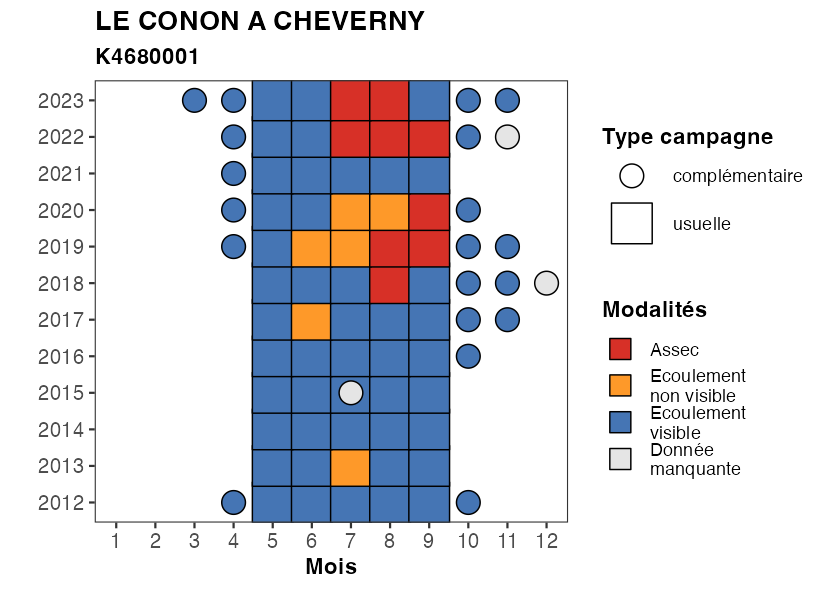 LE CONON A CHEVERNY
K4680001
2023
2022
2021
2020
2019
2018
2017
2016
2015
2014
2013
2012
1 2 3 4 5 6 7 8 9 10 11 12
Mois
Type campagne
complémentaire
usuelle
Modalités
Assec
Ecoulement
non visible
Ecoulement
visible
Donnée
manquante